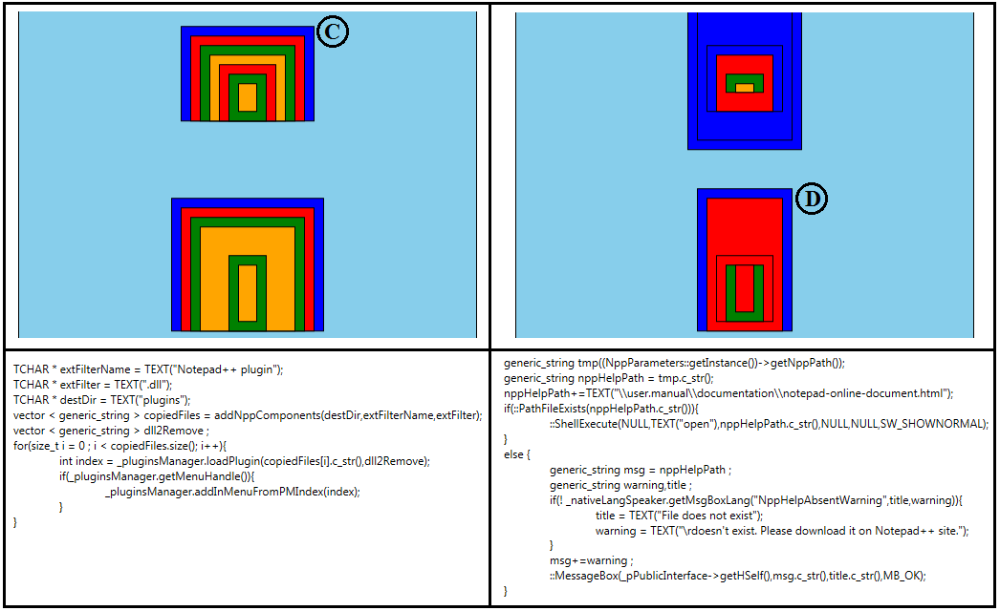 C
D
TCHAR * extFilterName = TEXT("Notepad++ plugin");
TCHAR * extFilter = TEXT(".dll");
TCHAR * destDir = TEXT("plugins");
vector < generic_string > copiedFiles = addNppComponents(destDir,extFilterName,extFilter);
vector < generic_string > dll2Remove ;
for(size_t i = 0 ; i < copiedFiles.size(); i++){
int index = _pluginsManager.loadPlugin(copiedFiles[i].c_str(),dll2Remove);
if(_pluginsManager.getMenuHandle()){
_pluginsManager.addInMenuFromPMIndex(index);
}
}
generic_string tmp((NppParameters::getInstance())->getNppPath());
generic_string nppHelpPath = tmp.c_str();
nppHelpPath+=TEXT("\\user.manual\\documentation\\notepad-online-document.html");
if(::PathFileExists(nppHelpPath.c_str())){
::ShellExecute(NULL,TEXT("open"),nppHelpPath.c_str(),NULL,NULL,SW_SHOWNORMAL);
}
else {
generic_string msg = nppHelpPath ;
generic_string warning,title ;
if(! _nativeLangSpeaker.getMsgBoxLang("NppHelpAbsentWarning",title,warning)){
title = TEXT("File does not exist");
warning = TEXT("\rdoesn't exist. Please download it on Notepad++ site.");
}
msg+=warning ;
::MessageBox(_pPublicInterface->getHSelf(),msg.c_str(),title.c_str(),MB_OK);
}